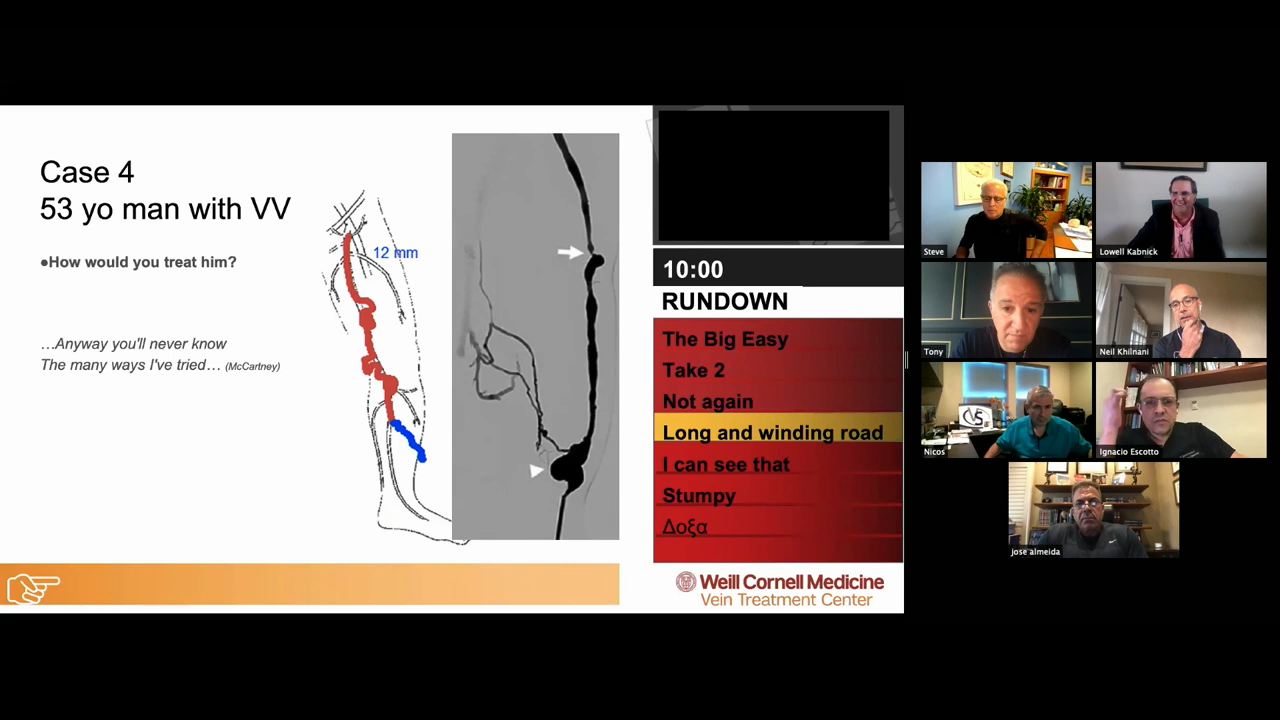 Case 4
53 yo man with VV
●How would you treat him?
…Anyway you'll never know
The many ways I've tried… (McCartney)
12 mm
10:00
RUNDOWN
The Big Easy
Take 2
Not again
Long and winding road
I can see that
Stumpy
Δοξα
Weill Cornell Medicine
Vein Treatment Center
Steve
Lowell Kabnick
Tony
Neil Khilnani
Nicos
Ignacio Escotto
jose almeida